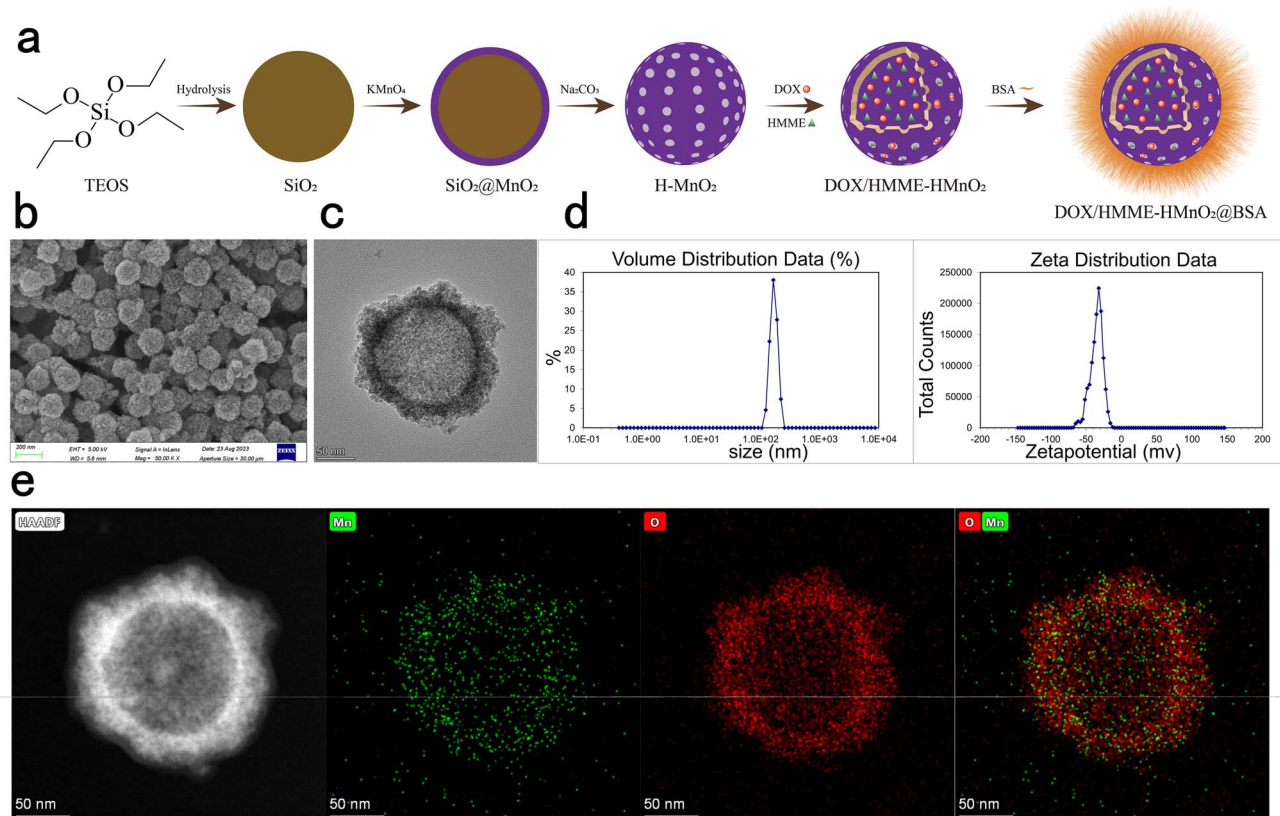 a
O
O
Si
O
O
TEOS
Hydrolysis
SiO₂
KMnO₄
SiO₂@MnO₂
Na₂CO₃
H-MnO₂
DOX
HMME
DOX/HMME-HMnO₂
BSA
DOX/HMME-HMnO₂@BSA
b
200 nm
EHT = 5.00 kV
WD = 5.6 mm
Signal A = InLens
Mag = 50.00 K X
Date: 23 Aug 2023
Aperture Size = 30.00 µm
ZEISS
c
50 nm
d
Volume Distribution Data (%)
%
40
35
30
25
20
15
10
5
0
1.0E-01 1.0E+00 1.0E+01 1.0E+02 1.0E+03 1.0E+04
size (nm)
Zeta Distribution Data
Total Counts
250000
200000
150000
100000
50000
0
-200 -150 -100 -50 0 50 100 150 200
Zetapotential (mv)
e
HAADF
50 nm
Mn
50 nm
O
50 nm
O Mn
50 nm